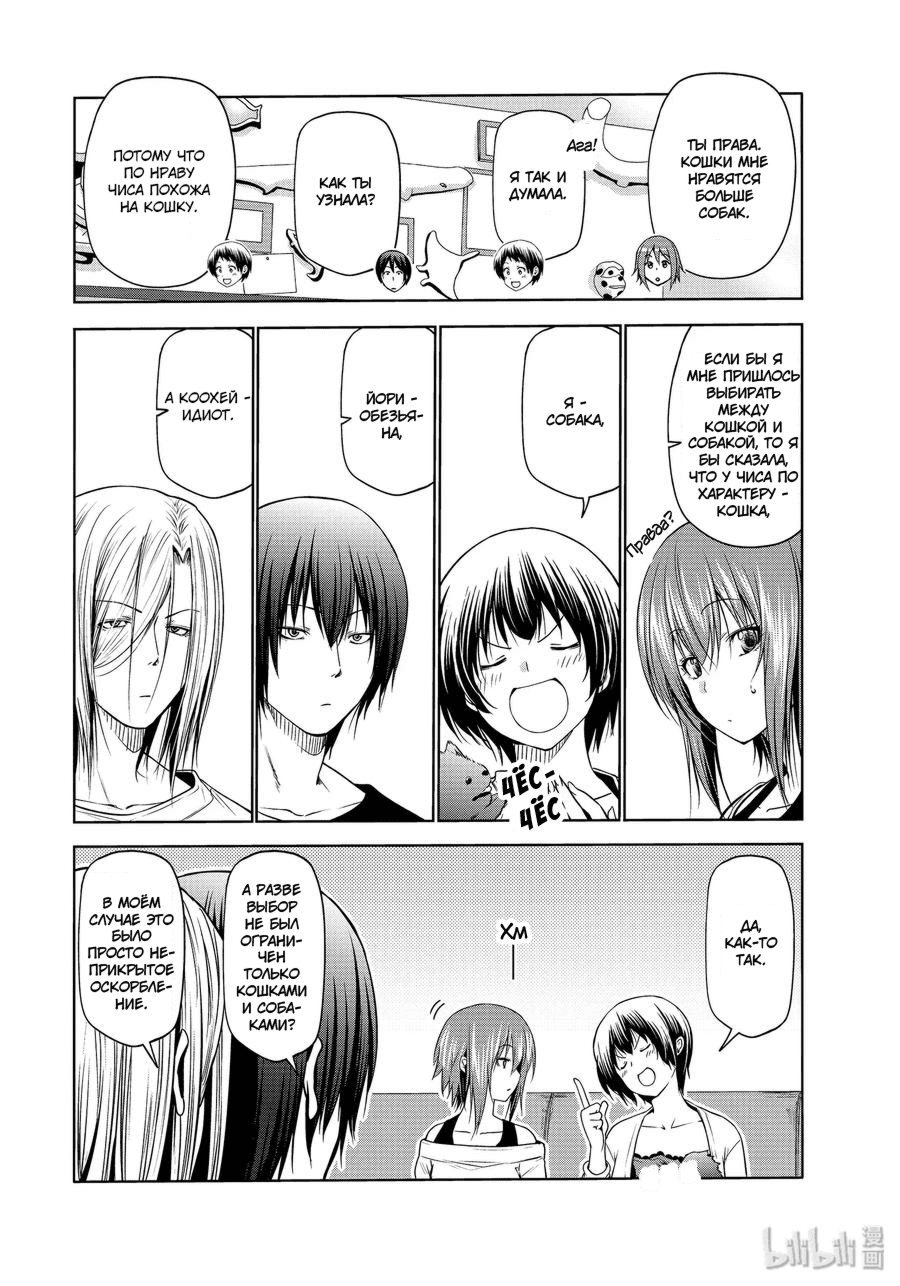 ТЫ ПРАВА.
КОШКИ МНЕ
НРАВЯТСЯ
БОЛЬШЕ
СОБАК.
Ага!
Я ТАК И
ДУМАЛА.
КАК ТЫ
УЗНАЛА?
ПОТОМУ ЧТО
ПО НРАВУ
ЧИСА ПОХОЖА
НА КОШКУ.
ЕСЛИ БЫ Я
МНЕ ПРИШЛОСЬ
ВЫБИРАТЬ
МЕЖДУ
КОШКОЙ И
СОБАКОЙ, ТО Я
БЫ СКАЗАЛА,
ЧТО У ЧИСА ПО
ХАРАКТЕРУ -
КОШКА,
Правда?
Я -
СОБАКА,
ЧЁС-
ЧЁС
ЙОРИ -
ОБЕЗЬЯ-
НА,
А КООХЕЙ -
ИДИОТ.
ДА,
КАК-ТО
ТАК.
ХМ
А РАЗВЕ
ВЫБОР
НЕ БЫЛ
ОГРАНИ-
ЧЕН
ТОЛЬКО
КОШКАМИ
И СОБА-
КАМИ?
В МОЁМ
СЛУЧАЕ ЭТО
БЫЛО
ПРОСТО НЕ-
ПРИКРЫТОЕ
ОСКОРБЛЕ-
НИЕ.
bilibili 漫画